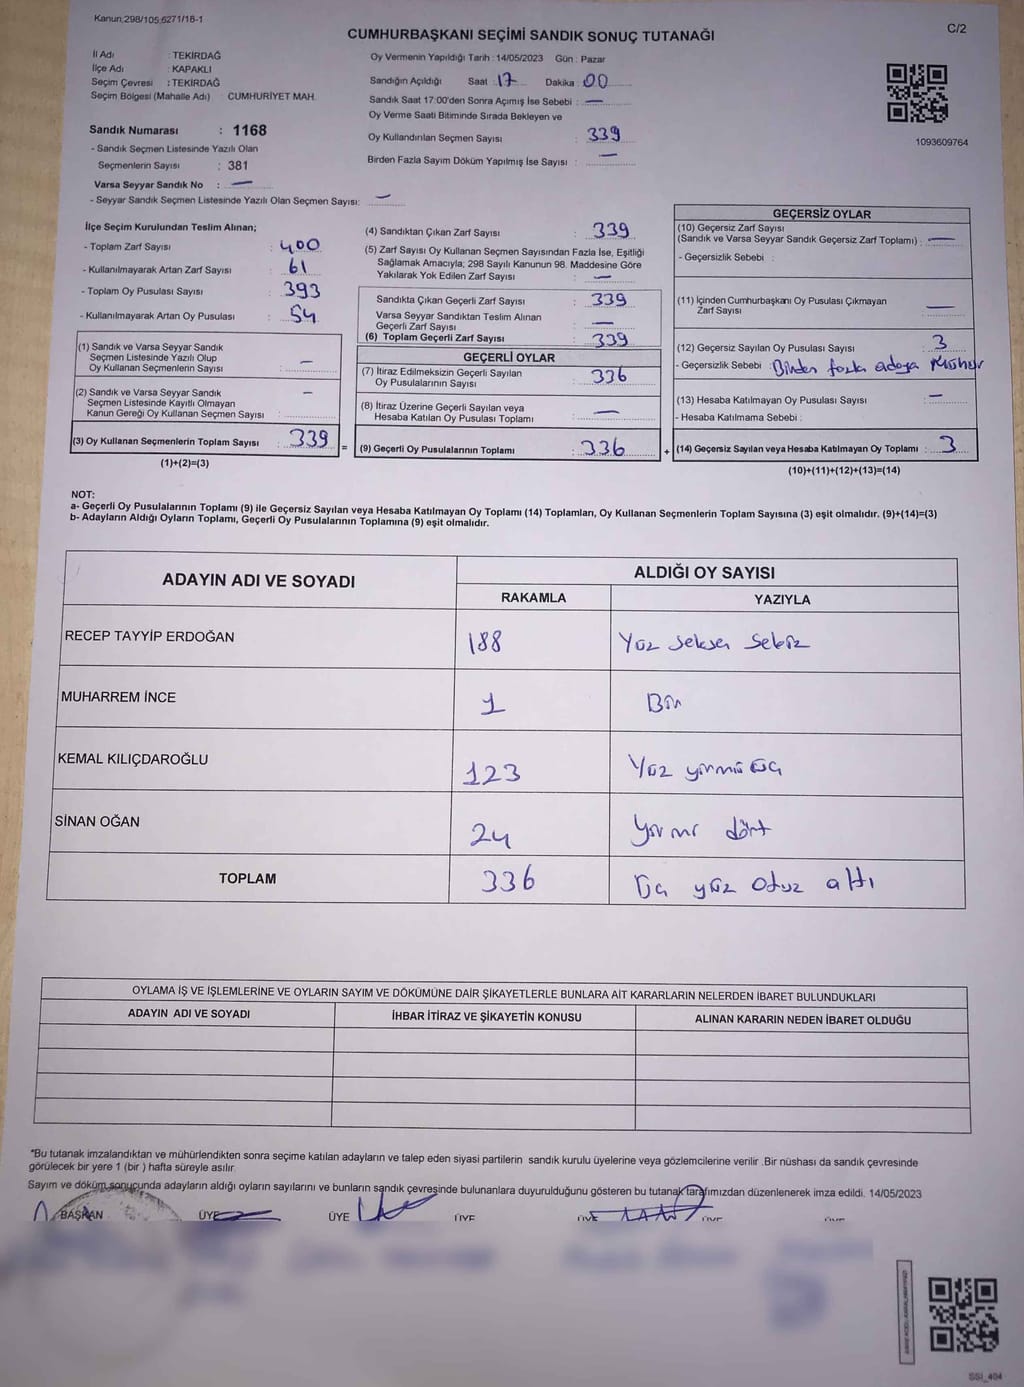 Kanun:298/105,6271/18-1
C/2
CUMHURBAŞKANI SEÇİMİ SANDIK SONUÇ TUTANAĞI
İl Adı : TEKİRDAĞ
İlçe Adı : KAPAKLI
Seçim Çevresi : TEKİRDAĞ
Seçim Bölgesi (Mahalle Adı) : CUMHURİYET MAH.
Sandık Numarası : 1168
- Sandık Seçmen Listesinde Yazılı Olan
Seçmenlerin Sayısı : 381
Varsa Seyyar Sandık No : —
- Seyyar Sandık Seçmen Listesinde Yazılı Olan Seçmen Sayısı: —
Oy Vermenin Yapıldığı Tarih : 14/05/2023 Gün : Pazar
Sandığın Açıldığı Saat : 17 Dakika : 00
Sandık Saat 17:00'den Sonra Açımış İse Sebebi : —
Oy Verme Saati Bitiminde Sırada Bekleyen ve
Oy Kullandırılan Seçmen Sayısı : 339
Birden Fazla Sayım Döküm Yapılmış İse Sayısı : —
1093609764
İlçe Seçim Kurulundan Teslim Alınan;
- Toplam Zarf Sayısı : 400
- Kullanılmayarak Artan Zarf Sayısı : 61
- Toplam Oy Pusulası Sayısı : 393
- Kullanılmayarak Artan Oy Pusulası : 54
(1) Sandık ve Varsa Seyyar Sandık
Seçmen Listesinde Yazılı Olup
Oy Kullanan Seçmenlerin Sayısı : —
(2) Sandık ve Varsa Seyyar Sandık
Seçmen Listesinde Kayıtlı Olmayan
Kanun Gereği Oy Kullanan Seçmen Sayısı : —
(3) Oy Kullanan Seçmenlerin Toplam Sayısı : 339 =
(1)+(2)=(3)
(4) Sandıktan Çıkan Zarf Sayısı : 339
(5) Zarf Sayısı Oy Kullanan Seçmen Sayısından Fazla İse, Eşitliği
Sağlamak Amacıyla; 298 Sayılı Kanunun 98. Maddesine Göre
Yakılarak Yok Edilen Zarf Sayısı : —
Sandıkta Çıkan Geçerli Zarf Sayısı : 339
Varsa Seyyar Sandıktan Teslim Alınan
Geçerli Zarf Sayısı : —
(6) Toplam Geçerli Zarf Sayısı : 339
GEÇERLİ OYLAR
(7) İtiraz Edilmeksizin Geçerli Sayılan
Oy Pusulalarının Sayısı : 336
(8) İtiraz Üzerine Geçerli Sayılan veya
Hesaba Katılan Oy Pusulası Toplamı : —
(9) Geçerli Oy Pusulalarının Toplamı : 336 +
GEÇERSİZ OYLAR
(10) Geçersiz Zarf Sayısı
(Sandık ve Varsa Seyyar Sandık Geçersiz Zarf Toplamı) : —
- Geçersizlik Sebebi :
(11) İçinden Cumhurbaşkanı Oy Pusulası Çıkmayan
Zarf Sayısı : —
(12) Geçersiz Sayılan Oy Pusulası Sayısı : 3
- Geçersizlik Sebebi : Birden fazla adaya mühür
(13) Hesaba Katılmayan Oy Pusulası Sayısı : —
- Hesaba Katılmama Sebebi :
(14) Geçersiz Sayılan veya Hesaba Katılmayan Oy Toplamı : 3
(10)+(11)+(12)+(13)=(14)
NOT:
a- Geçerli Oy Pusulalarının Toplamı (9) ile Geçersiz Sayılan veya Hesaba Katılmayan Oy Toplamı (14) Toplamları, Oy Kullanan Seçmenlerin Toplam Sayısına (3) eşit olmalıdır. (9)+(14)=(3)
b- Adayların Aldığı Oyların Toplamı, Geçerli Oy Pusulalarının Toplamına (9) eşit olmalıdır.
ADAYIN ADI VE SOYADI
ALDIĞI OY SAYISI
RAKAMLA YAZIYLA
RECEP TAYYİP ERDOĞAN 188 Yüz seksen sekiz
MUHARREM İNCE 1 Bir
KEMAL KILIÇDAROĞLU 123 Yüz yirmi üç
SİNAN OĞAN 24 Yirmi dört
TOPLAM 336 Üç yüz otuz altı
OYLAMA İŞ VE İŞLEMLERİNE VE OYLARIN SAYIM VE DÖKÜMÜNE DAİR ŞİKAYETLERLE BUNLARA AİT KARARLARIN NELERDEN İBARET BULUNDUKLARI
ADAYIN ADI VE SOYADI İHBAR İTİRAZ VE ŞİKAYETİN KONUSU ALINAN KARARIN NEDEN İBARET OLDUĞU
*Bu tutanak imzalandıktan ve mühürlendikten sonra seçime katılan adayların ve talep eden siyasi partilerin sandık kurulu üyelerine veya gözlemcilerine verilir .Bir nüshası da sandık çevresinde
görülecek bir yere 1 (bir ) hafta süreyle asılır.
Sayım ve döküm sonucunda adayların aldığı oyların sayılarını ve bunların sandık çevresinde bulunanlara duyurulduğunu gösteren bu tutanak tarafımızdan düzenlenerek imza edildi. 14/05/2023
BAŞKAN ÜYE ÜYE ÜYE ÜYE ÜYE ÜYE
SSI_404